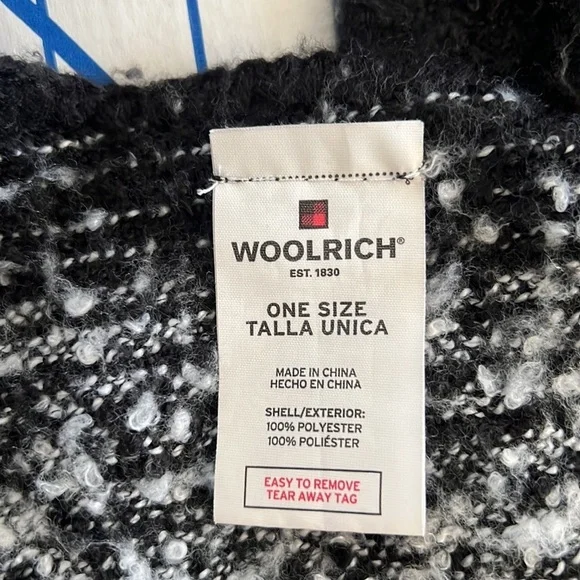 WOOLRICH®
EST. 1830
ONE SIZE
TALLA UNICA
MADE IN CHINA
HECHO EN CHINA
SHELL/EXTERIOR:
100% POLYESTER
100% POLIÉSTER
EASY TO REMOVE
TEAR AWAY TAG